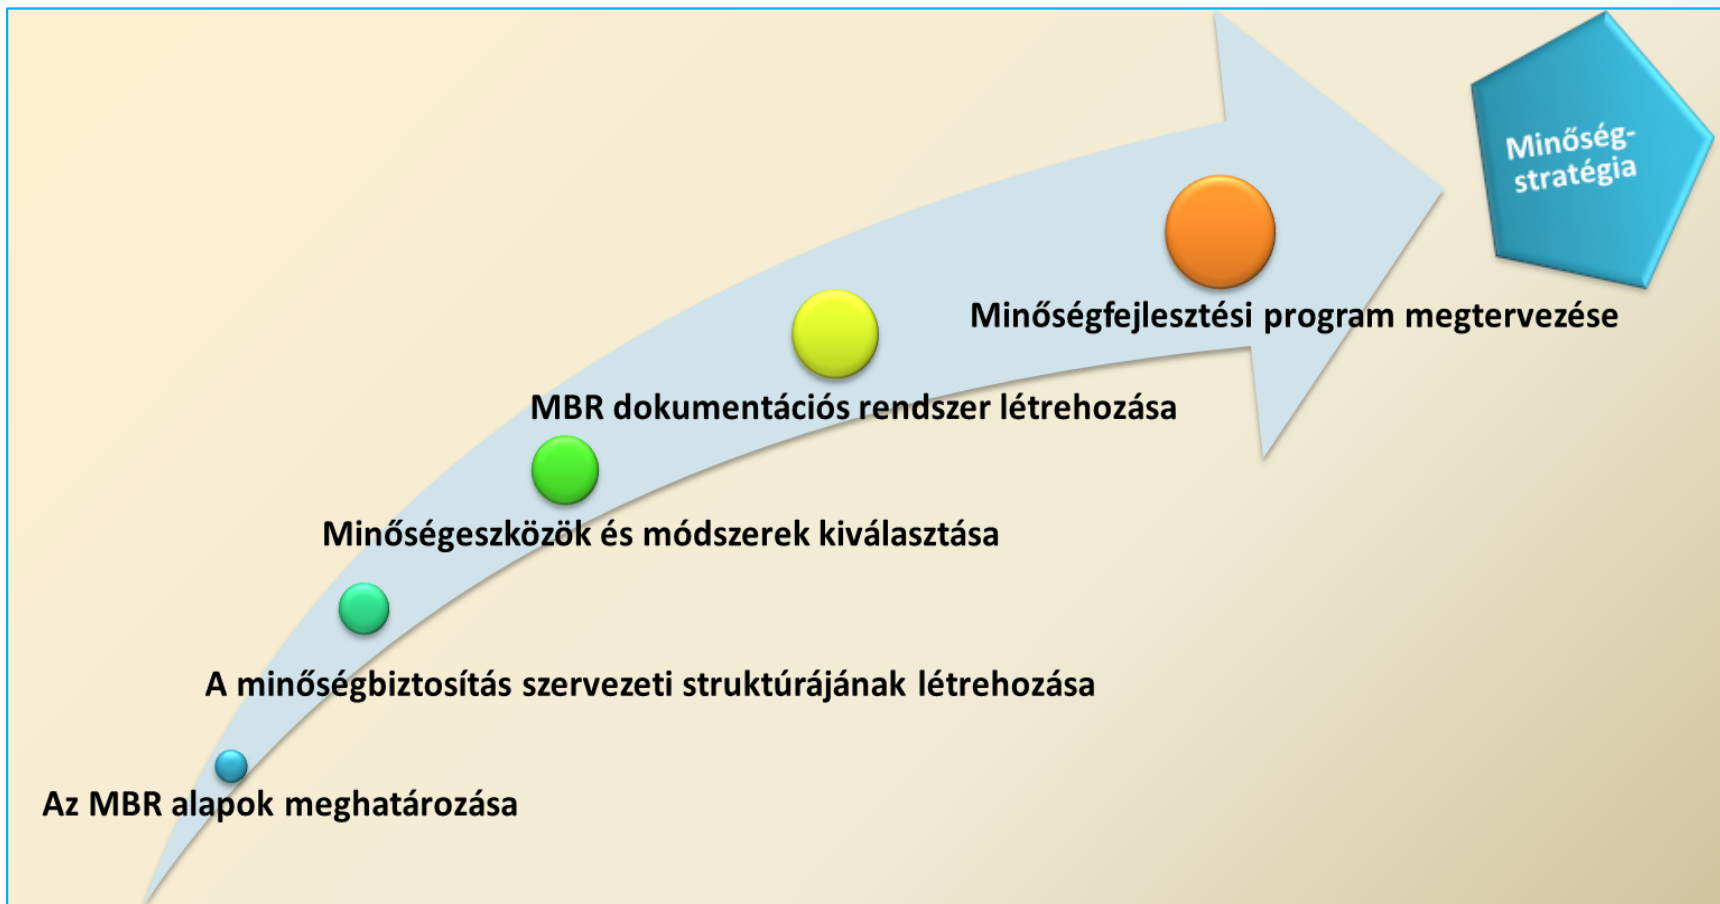 Minőség-
stratégia
Minőségfejlesztési program megtervezése
MBR dokumentációs rendszer létrehozása
Minőségeszközök és módszerek kiválasztása
A minőségbiztosítás szervezeti struktúrájának létrehozása
Az MBR alapok meghatározása